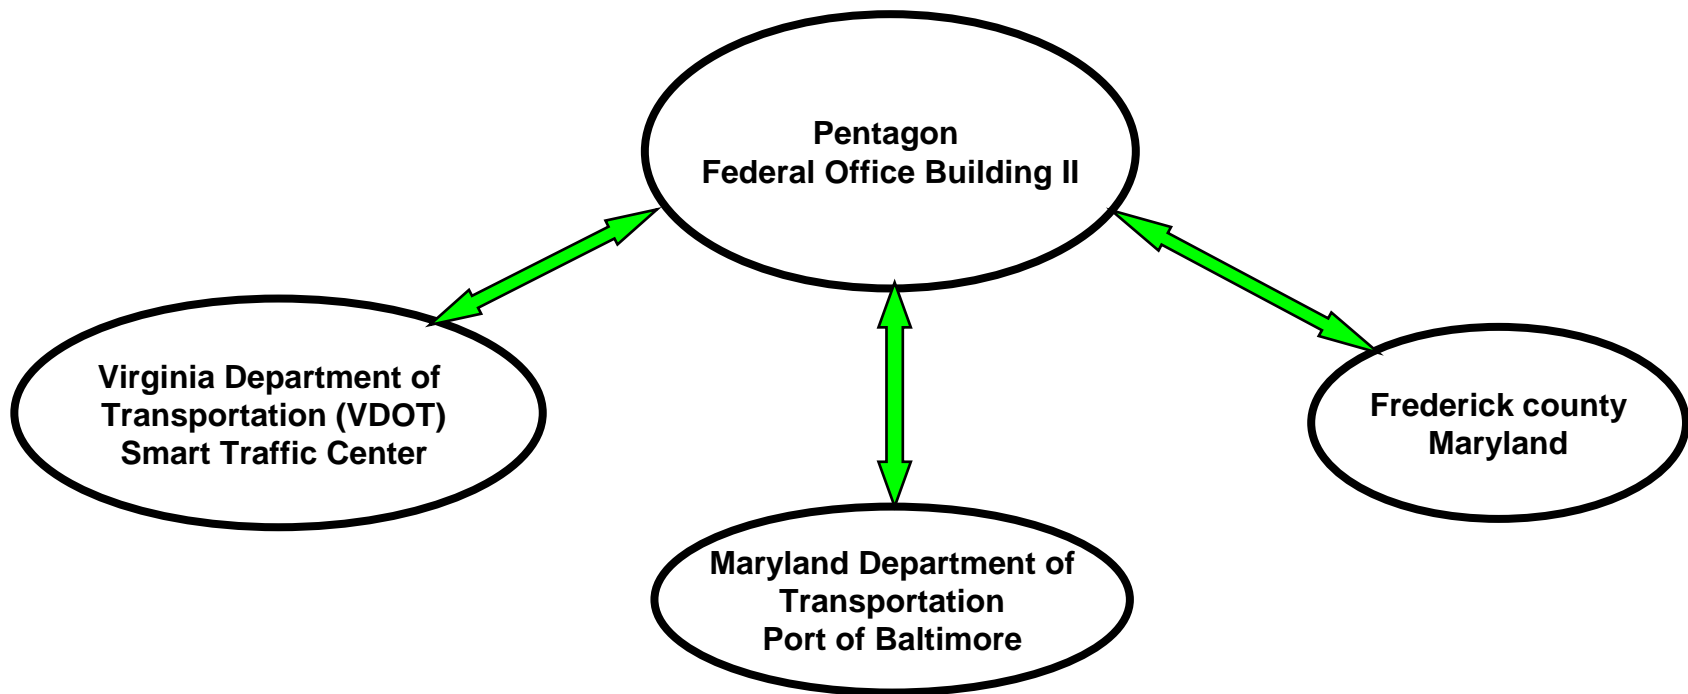 Pentagon
Federal Office Building II
Virginia Department of
Transportation (VDOT)
Smart Traffic Center
Frederick county
Maryland
Maryland Department of
Transportation
Port of Baltimore